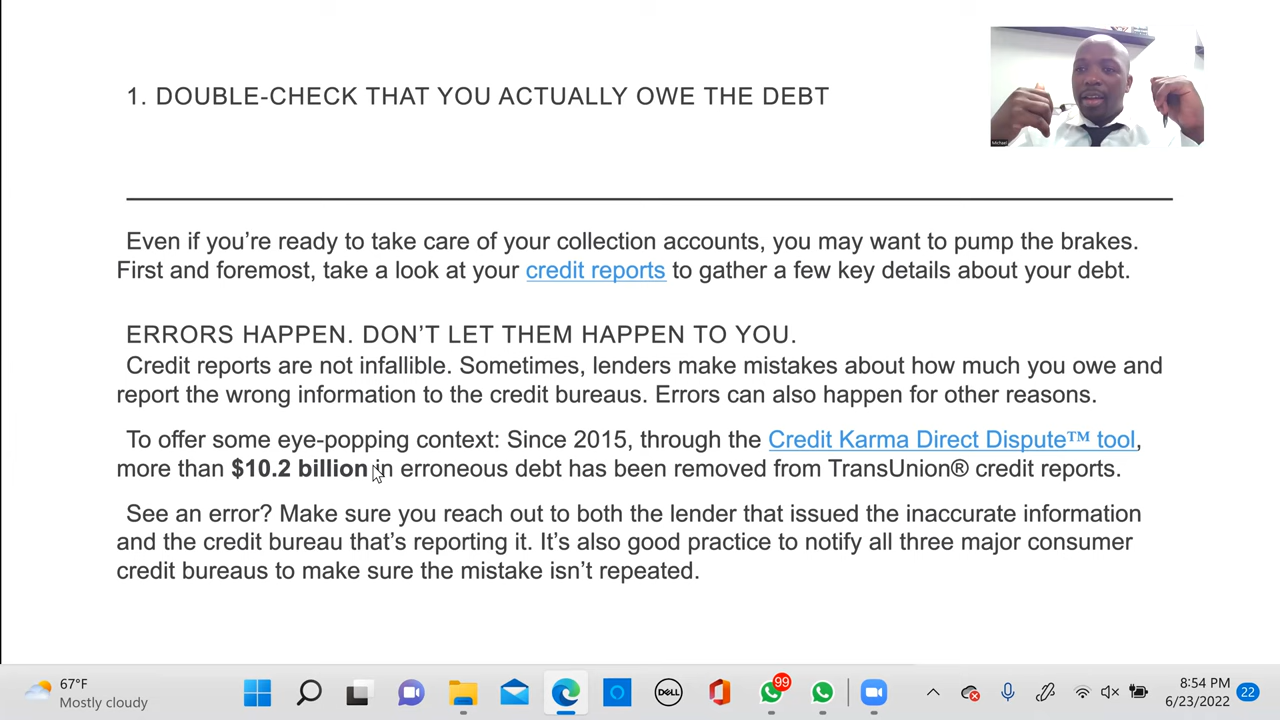 1. DOUBLE-CHECK THAT YOU ACTUALLY OWE THE DEBT
Michael
Even if you’re ready to take care of your collection accounts, you may want to pump the brakes.
First and foremost, take a look at your credit reports to gather a few key details about your debt.
ERRORS HAPPEN. DON’T LET THEM HAPPEN TO YOU.
Credit reports are not infallible. Sometimes, lenders make mistakes about how much you owe and
report the wrong information to the credit bureaus. Errors can also happen for other reasons.
To offer some eye-popping context: Since 2015, through the Credit Karma Direct Dispute™ tool,
more than $10.2 billion in erroneous debt has been removed from TransUnion® credit reports.
See an error? Make sure you reach out to both the lender that issued the inaccurate information
and the credit bureau that’s reporting it. It’s also good practice to notify all three major consumer
credit bureaus to make sure the mistake isn’t repeated.
67°F
Mostly cloudy
DELL
99
8:54 PM
6/23/2022
22